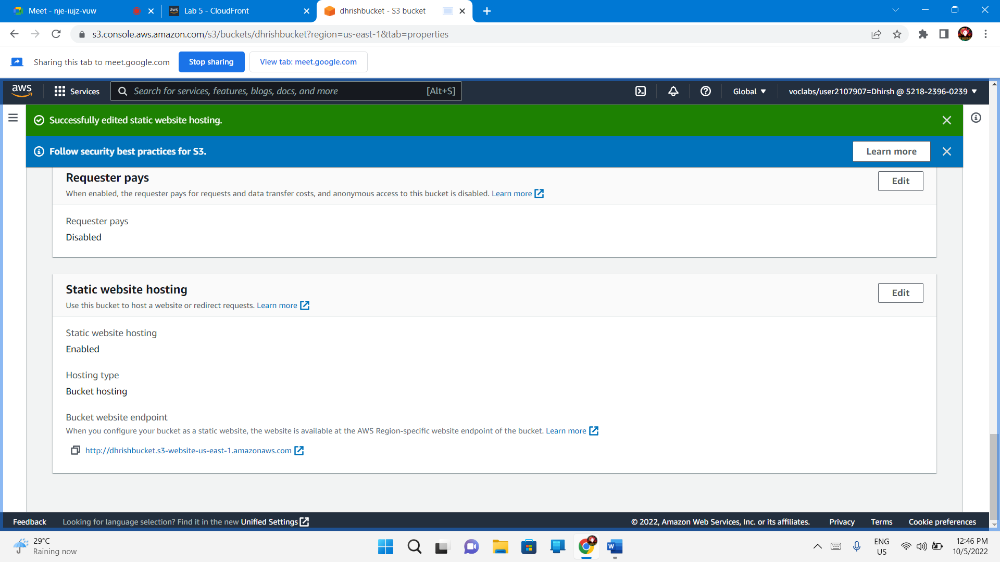 Meet - nje-iujz-vuw
aws
Lab 5 - CloudFront
dhrishbucket - S3 bucket
s3.console.aws.amazon.com/s3/buckets/dhrishbucket?region=us-east-1&tab=properties
Sharing this tab to meet.google.com
Stop sharing
View tab: meet.google.com
aws
Services
Search for services, features, blogs, docs, and more
[Alt+S]
Global
voclabs/user2107907=Dhirsh @ 5218-2396-0239
Successfully edited static website hosting.
Follow security best practices for S3.
Learn more
Requester pays
Edit
When enabled, the requester pays for requests and data transfer costs, and anonymous access to this bucket is disabled. Learn more
Requester pays
Disabled
Static website hosting
Edit
Use this bucket to host a website or redirect requests. Learn more
Static website hosting
Enabled
Hosting type
Bucket hosting
Bucket website endpoint
When you configure your bucket as a static website, the website is available at the AWS Region-specific website endpoint of the bucket. Learn more
http://dhrishbucket.s3-website-us-east-1.amazonaws.com
Feedback
Looking for language selection? Find it in the new Unified Settings
© 2022, Amazon Web Services, Inc. or its affiliates.
Privacy
Terms
Cookie preferences
29°C
Raining now
W
ENG
US
12:46 PM
10/5/2022